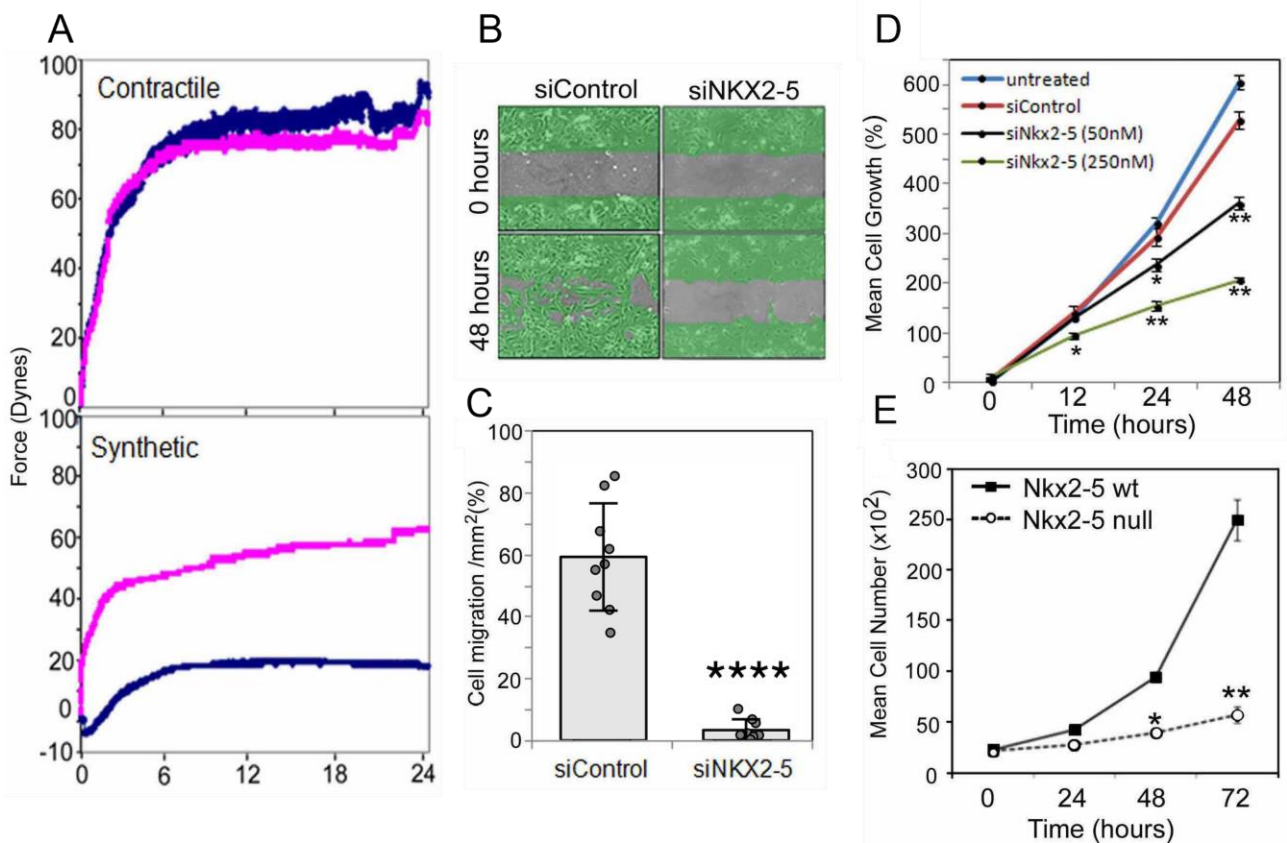 A
Force (Dynes)
100
80
60
40
20
0
Contractile
100
80
60
40
20
0
-10
Synthetic
0 6 12 18 24
B
siControl siNKX2-5
0 hours
48 hours
C
Cell migration /mm²(%)
100
80
60
40
20
0
****
siControl siNKX2-5
D
Mean Cell Growth (%)
600
500
400
300
200
100
0
untreated
siControl
siNkx2-5 (50nM)
siNkx2-5 (250nM)
*
*
**
**
**
0 12 24 48
Time (hours)
E
Mean Cell Number (x10²)
300
250
200
150
100
50
0
Nkx2-5 wt
Nkx2-5 null
*
**
0 24 48 72
Time (hours)